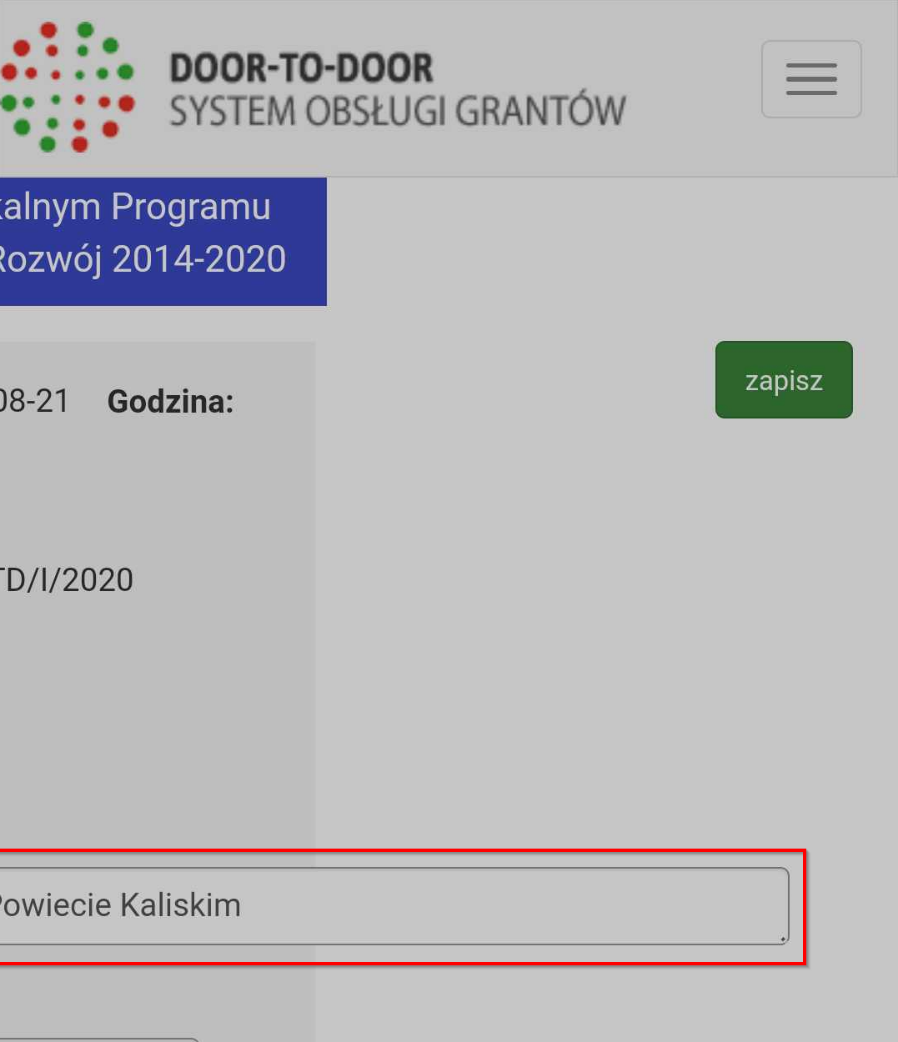 DOOR-TO-DOOR
SYSTEM OBSŁUGI GRANTÓW
kalnym Programu
Rozwój 2014-2020
zapisz
08-21 Godzina:
TD/I/2020
Powiecie Kaliskim